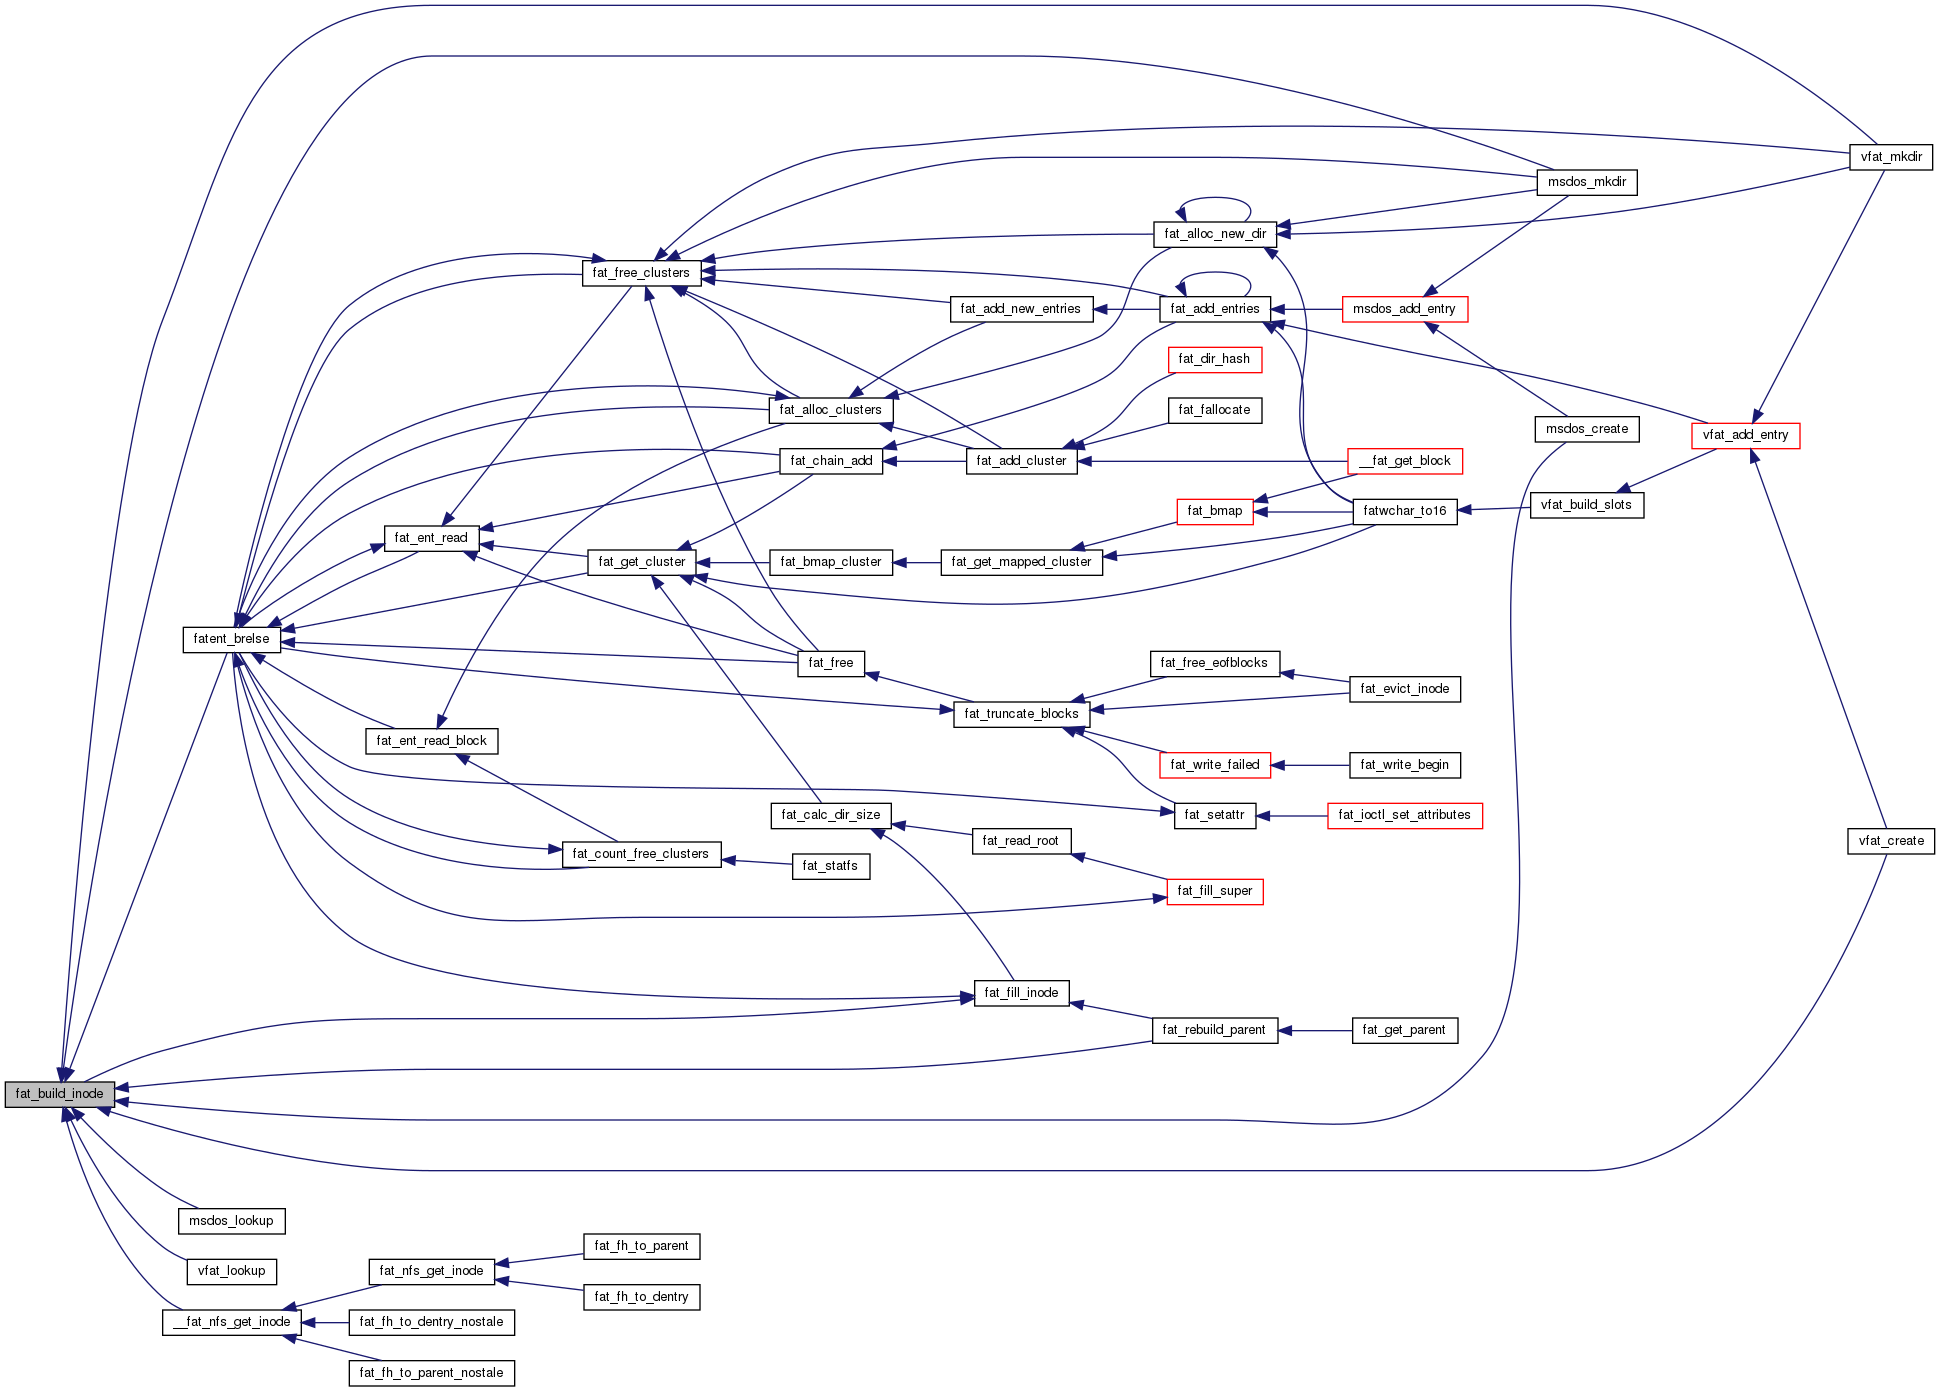 vfat_mkdir
msdos_mkdir
fat_alloc_new_dir
fat_free_clusters
fat_add_new_entries
fat_add_entries
msdos_add_entry
fat_dir_hash
fat_alloc_clusters
fat_fallocate
msdos_create
vfat_add_entry
fat_chain_add
fat_add_cluster
__fat_get_block
vfat_build_slots
fat_bmap
fatwchar_to16
fat_ent_read
fat_get_cluster
fat_bmap_cluster
fat_get_mapped_cluster
fatent_brelse
fat_free
fat_free_eofblocks
fat_evict_inode
fat_truncate_blocks
fat_ent_read_block
fat_write_failed
fat_write_begin
fat_calc_dir_size
fat_setattr
fat_ioctl_set_attributes
fat_read_root
vfat_create
fat_count_free_clusters
fat_statfs
fat_fill_super
fat_fill_inode
fat_rebuild_parent
fat_get_parent
fat_build_inode
msdos_lookup
fat_fh_to_parent
vfat_lookup
fat_nfs_get_inode
fat_fh_to_dentry
__fat_nfs_get_inode
fat_fh_to_dentry_nostale
fat_fh_to_parent_nostale